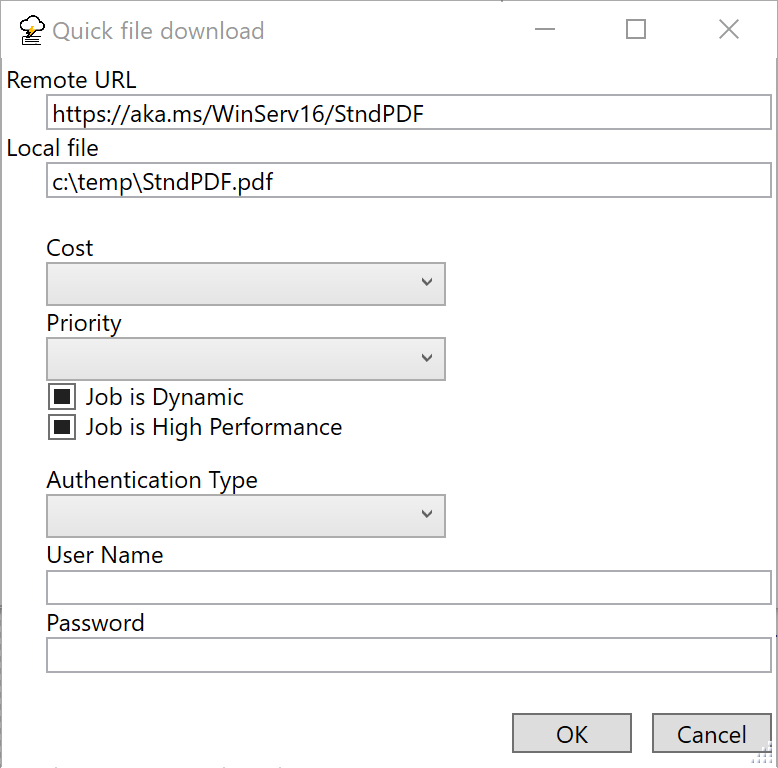 Quick file download
Remote URL
https://aka.ms/WinServ16/StndPDF
Local file
c:\temp\StndPDF.pdf
Cost
Priority
Job is Dynamic
Job is High Performance
Authentication Type
User Name
Password
OK Cancel